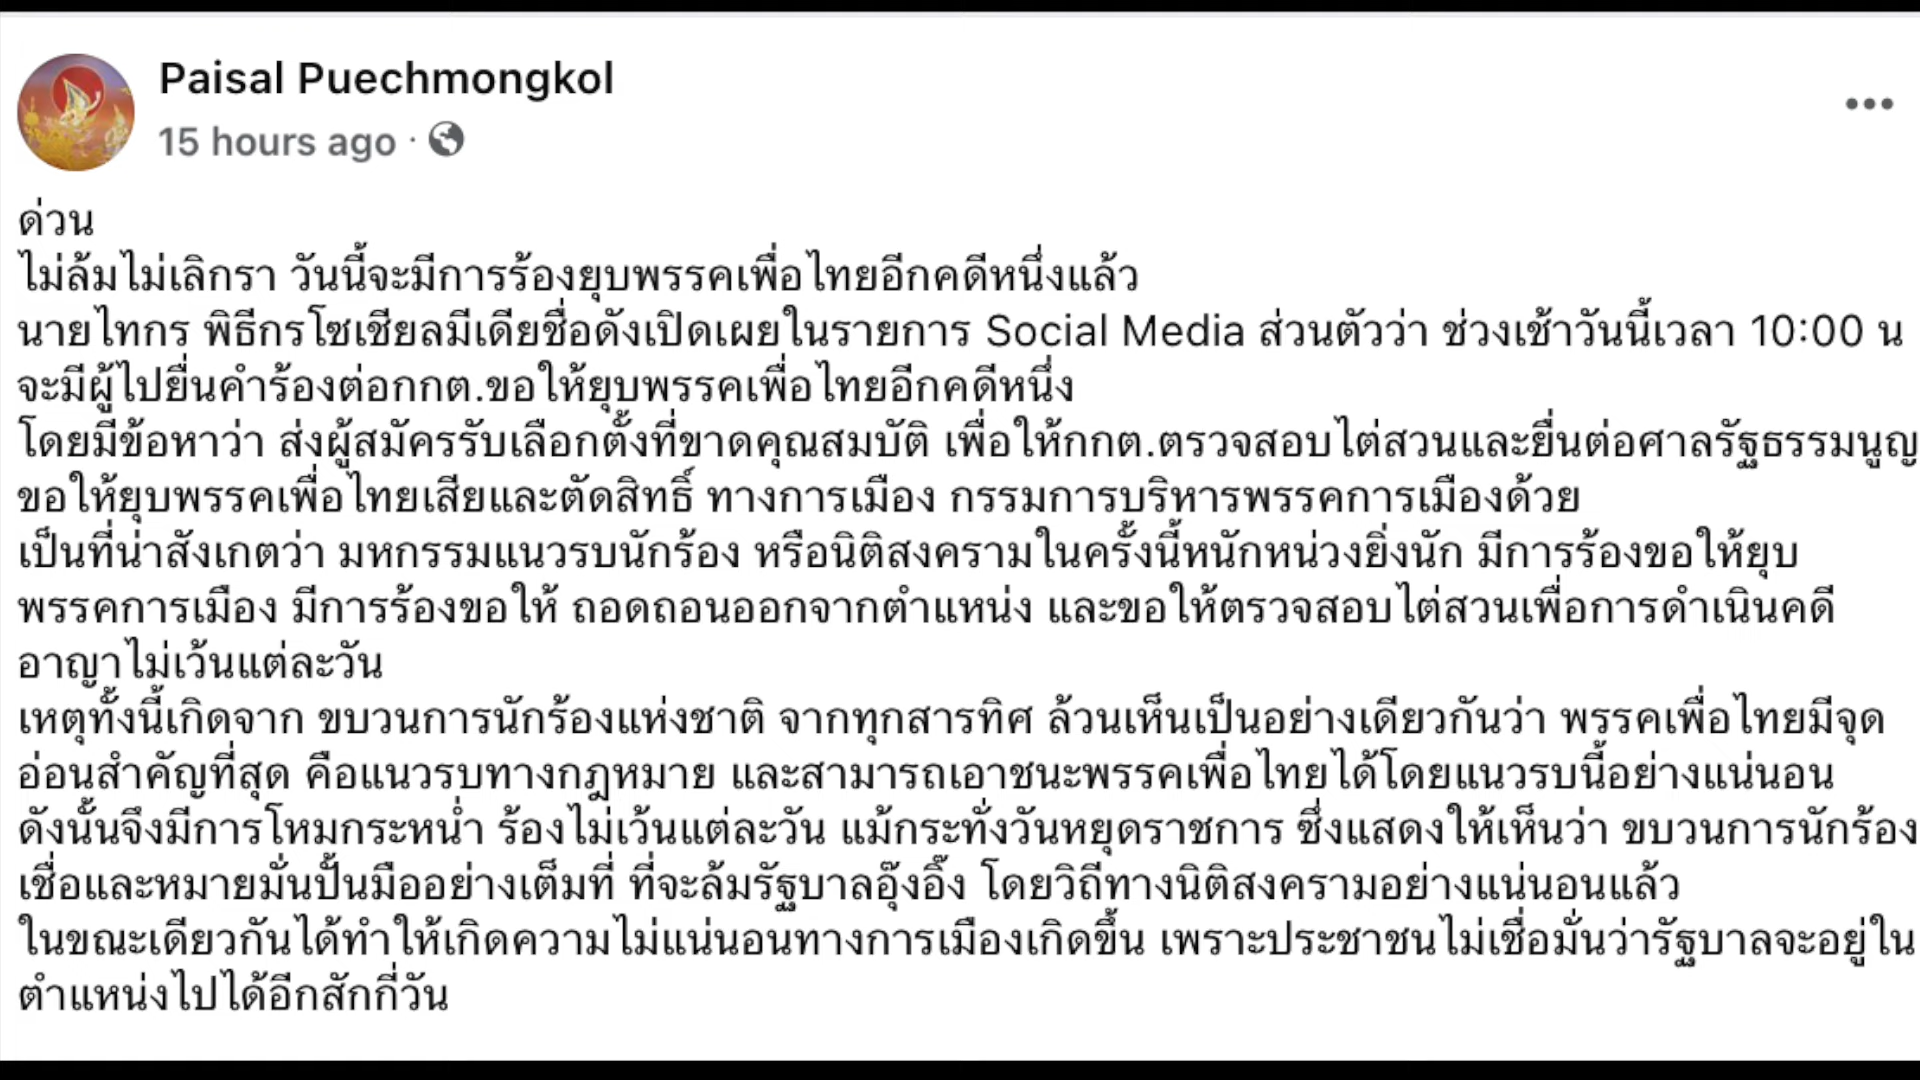 Paisal Puechmongkol
15 hours ago ·
ด่วน
ไม่ล้มไม่เลิกรา วันนี้จะมีการร้องยุบพรรคเพื่อไทยอีกคดีหนึ่งแล้ว
นายไทกร พิธีกรโซเชียลมีเดียชื่อดังเปิดเผยในรายการ Social Media ส่วนตัวว่า ช่วงเช้าวันนี้เวลา 10:00 น
จะมีผู้ไปยื่นคำร้องต่อกกต.ขอให้ยุบพรรคเพื่อไทยอีกคดีหนึ่ง
โดยมีข้อหาว่า ส่งผู้สมัครรับเลือกตั้งที่ขาดคุณสมบัติ เพื่อให้กกต.ตรวจสอบไต่สวนและยื่นต่อศาลรัฐธรรมนูญ
ขอให้ยุบพรรคเพื่อไทยเสียและตัดสิทธิ์ ทางการเมือง กรรมการบริหารพรรคการเมืองด้วย
เป็นที่น่าสังเกตว่า มหกรรมแนวรบนักร้อง หรือนิติสงครามในครั้งนี้หนักหน่วงยิ่งนัก มีการร้องขอให้ยุบ
พรรคการเมือง มีการร้องขอให้ ถอดถอนออกจากตำแหน่ง และขอให้ตรวจสอบไต่สวนเพื่อการดำเนินคดี
อาญาไม่เว้นแต่ละวัน
เหตุทั้งนี้เกิดจาก ขบวนการนักร้องแห่งชาติ จากทุกสารทิศ ล้วนเห็นเป็นอย่างเดียวกันว่า พรรคเพื่อไทยมีจุด
อ่อนสำคัญที่สุด คือแนวรบทางกฎหมาย และสามารถเอาชนะพรรคเพื่อไทยได้โดยแนวรบนี้อย่างแน่นอน
ดังนั้นจึงมีการโหมกระหน่ำ ร้องไม่เว้นแต่ละวัน แม้กระทั่งวันหยุดราชการ ซึ่งแสดงให้เห็นว่า ขบวนการนักร้อง
เชื่อและหมายมั่นปั้นมืออย่างเต็มที่ ที่จะล้มรัฐบาลอุ๊งอิ๊ง โดยวิถีทางนิติสงครามอย่างแน่นอนแล้ว
ในขณะเดียวกันได้ทำให้เกิดความไม่แน่นอนทางการเมืองเกิดขึ้น เพราะประชาชนไม่เชื่อมั่นว่ารัฐบาลจะอยู่ใน
ตำแหน่งไปได้อีกสักกี่วัน